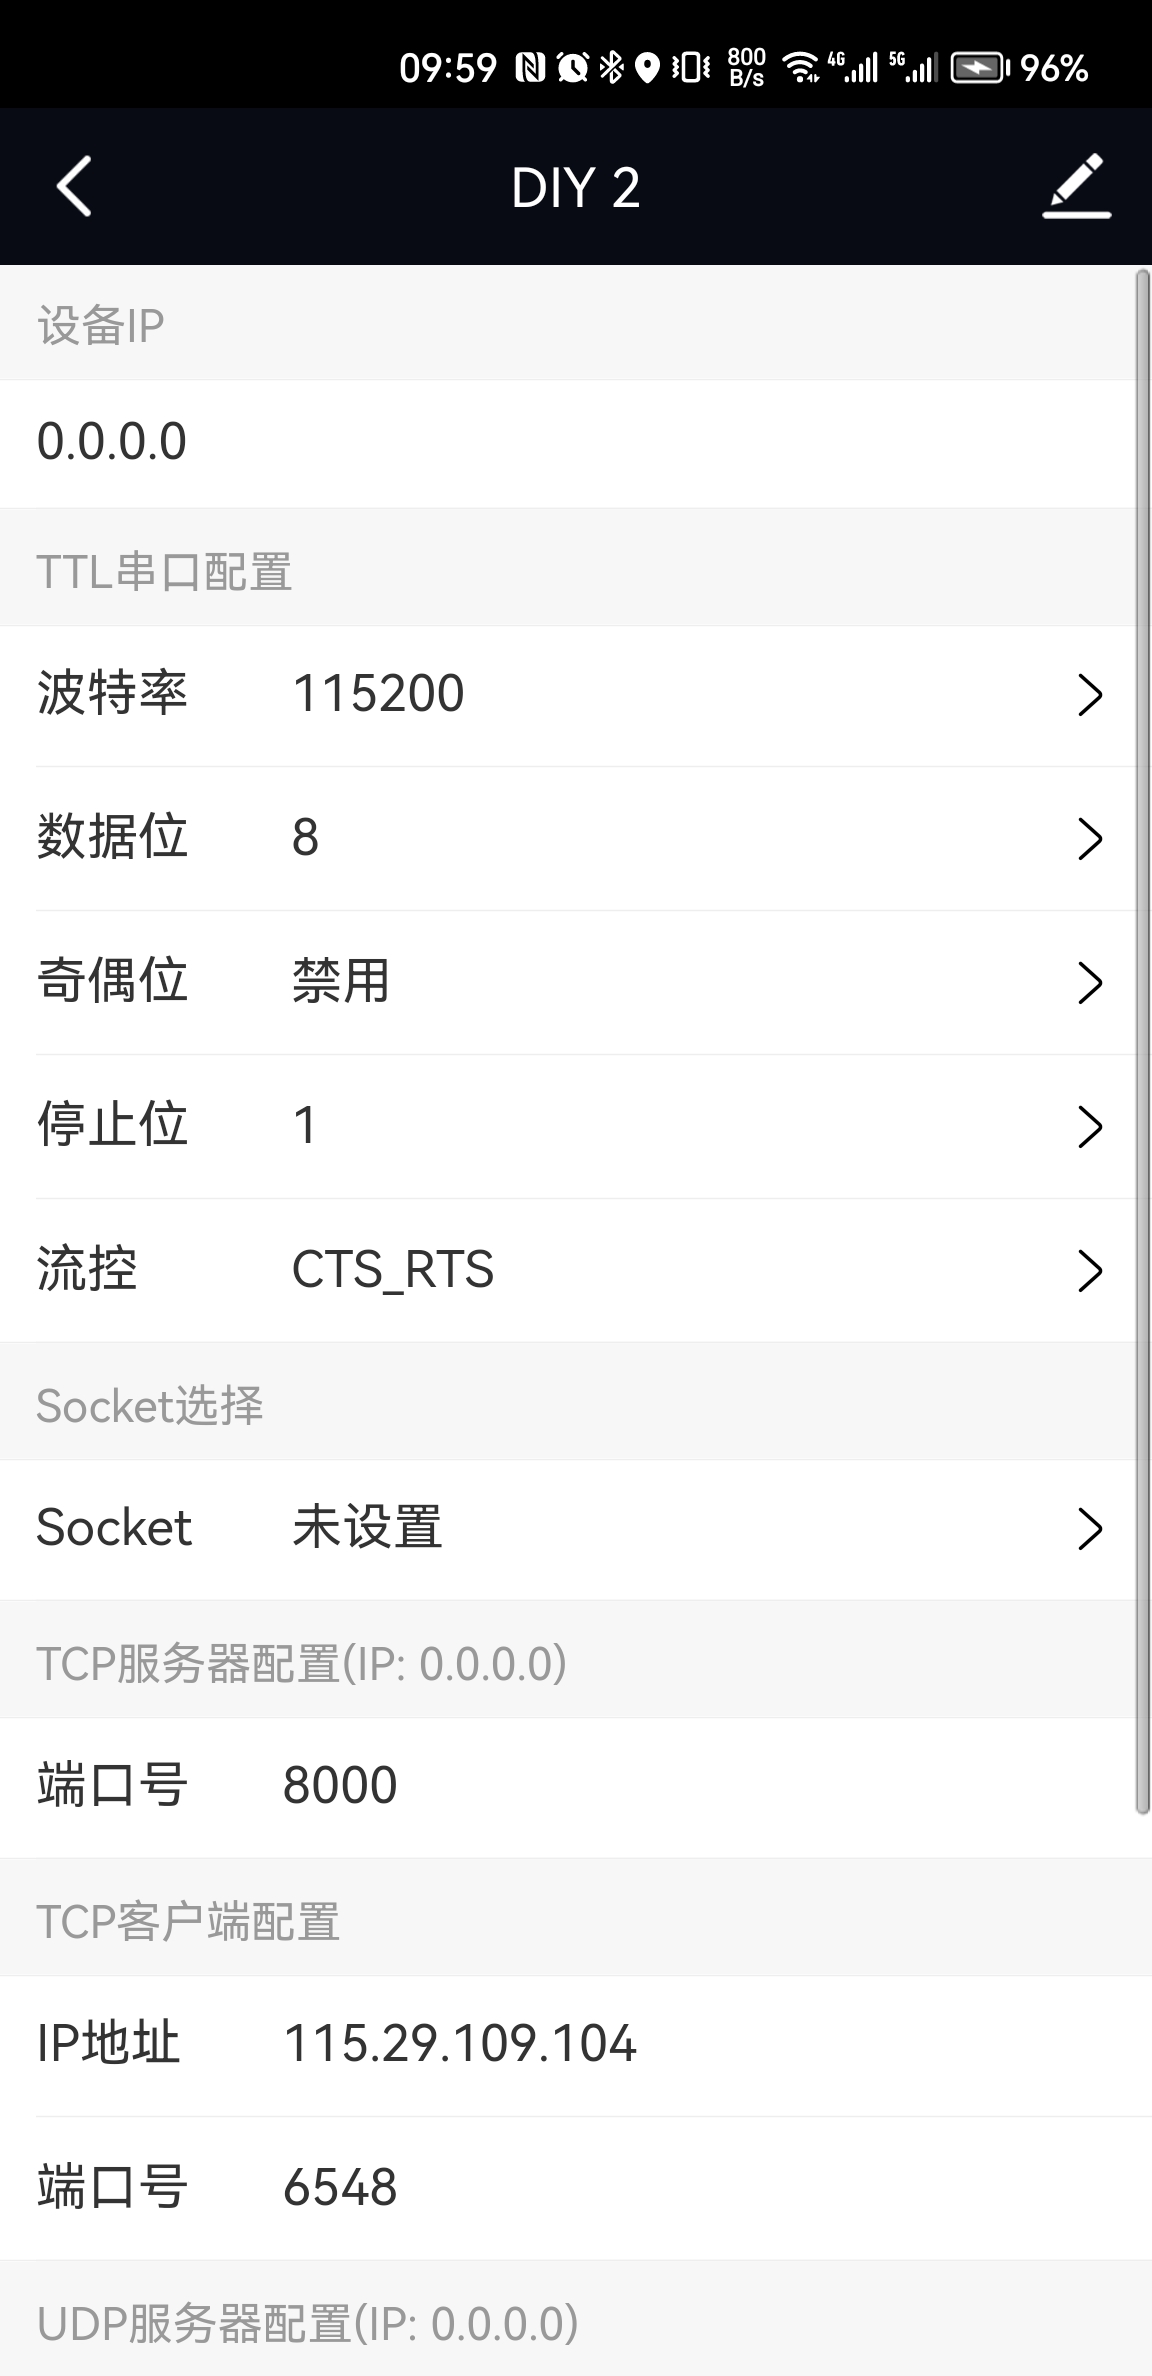 09:59 800 B/s 4G 5G 96%
DIY 2
设备IP
0.0.0.0
TTL串口配置
波特率 115200
数据位 8
奇偶位 禁用
停止位 1
流控 CTS_RTS
Socket选择
Socket 未设置
TCP服务器配置(IP: 0.0.0.0)
端口号 8000
TCP客户端配置
IP地址 115.29.109.104
端口号 6548
UDP服务器配置(IP: 0.0.0.0)